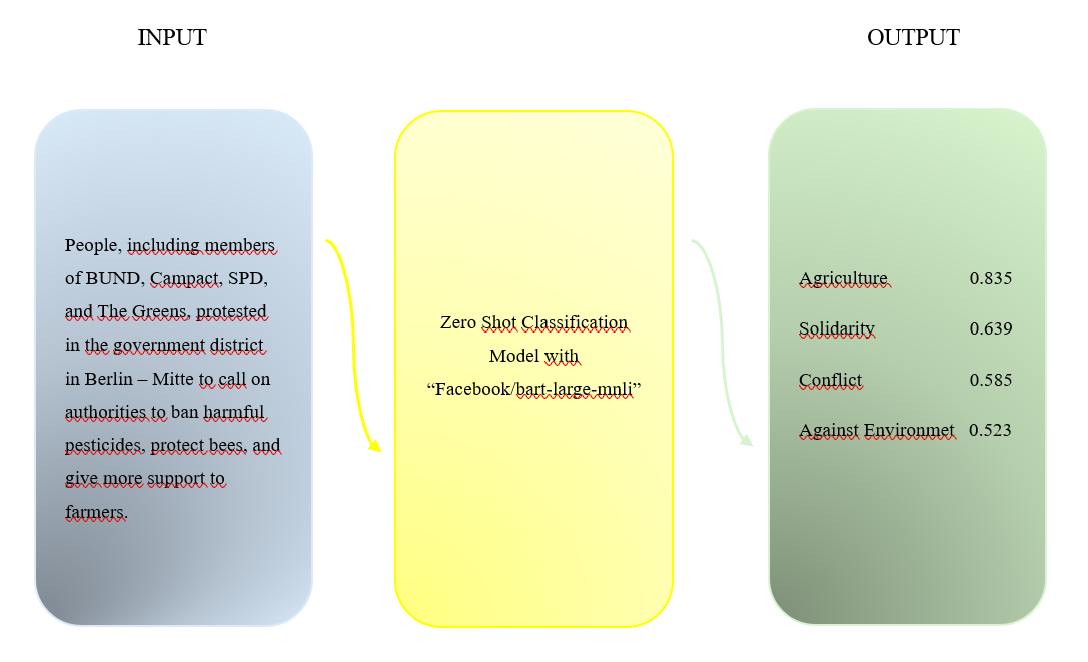 INPUT
OUTPUT
People, including members
of BUND, Campact, SPD,
and The Greens, protested
in the government district
in Berlin – Mitte to call on
authorities to ban harmful
pesticides, protect bees, and
give more support to
farmers.
Zero Shot Classification
Model with
“Facebook/bart-large-mnli”
Agriculture 0.835
Solidarity 0.639
Conflict 0.585
Against Environmet 0.523